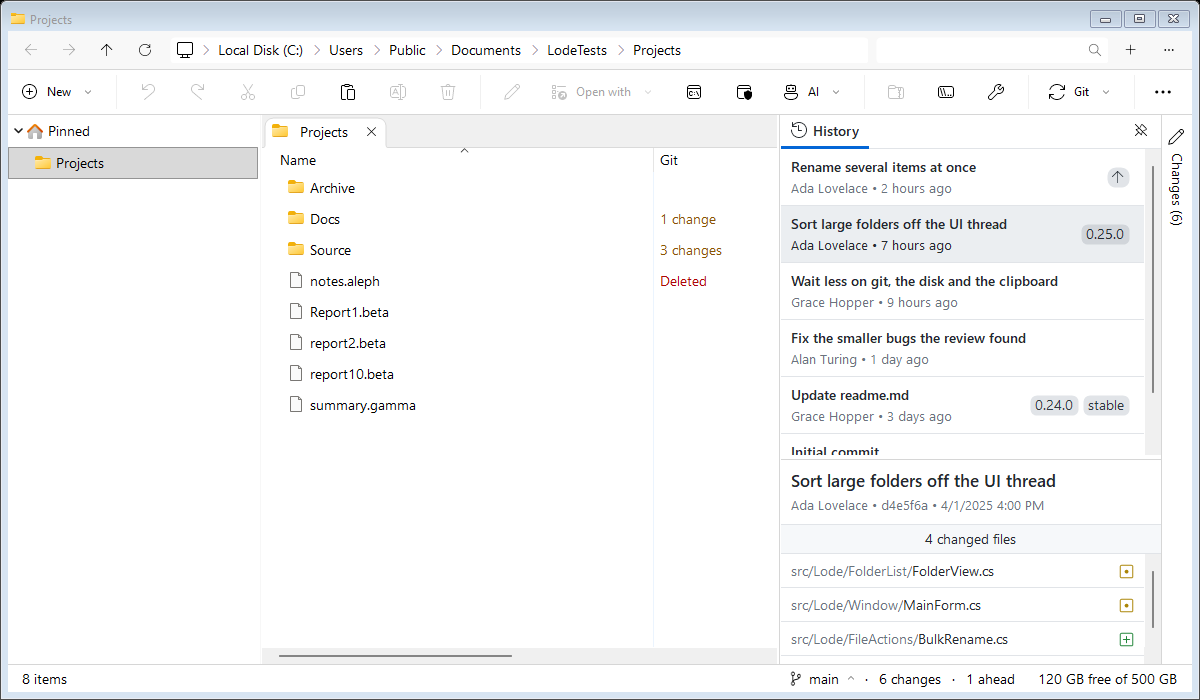 Projects
Local Disk (C:) Users Public Documents LodeTests Projects
New Open with AI Git
Pinned
Projects
Projects
Name Git
Archive
Docs 1 change
Source 3 changes
notes.aleph Deleted
Report1.beta
report2.beta
report10.beta
summary.gamma
History
Rename several items at once
Ada Lovelace • 2 hours ago
Sort large folders off the UI thread
Ada Lovelace • 7 hours ago 0.25.0
Wait less on git, the disk and the clipboard
Grace Hopper • 9 hours ago
Fix the smaller bugs the review found
Alan Turing • 1 day ago
Update readme.md
Grace Hopper • 3 days ago 0.24.0 stable
Initial commit
Sort large folders off the UI thread
Ada Lovelace • d4e5f6a • 4/1/2025 4:00 PM
4 changed files
src/Lode/FolderList/FolderView.cs
src/Lode/Window/MainForm.cs
src/Lode/FileActions/BulkRename.cs
Changes (6)
8 items main · 6 changes · 1 ahead 120 GB free of 500 GB